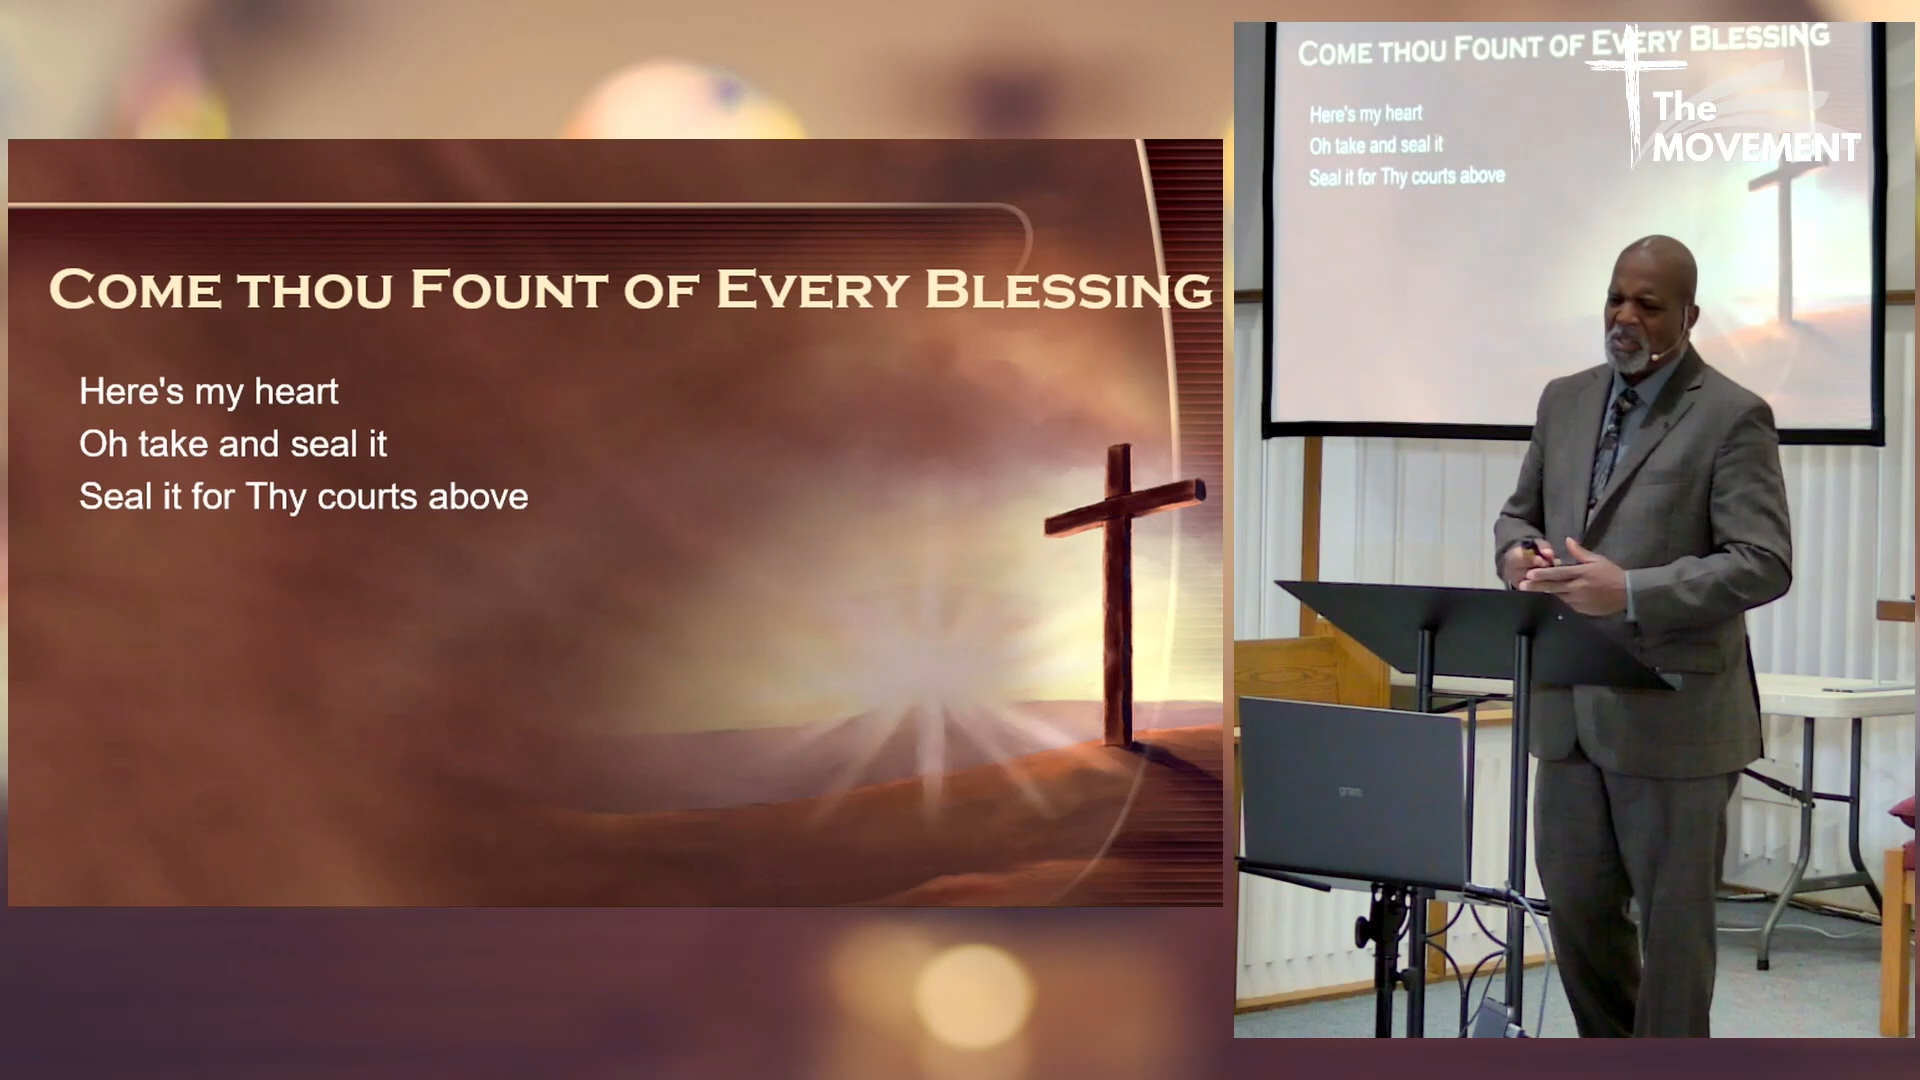 Come thou Fount of Every Blessing
Here's my heart
Oh take and seal it
Seal it for Thy courts above
Come thou Fount of Every Blessing
Here's my heart
Oh take and seal it
Seal it for Thy courts above
The
MOVEMENT
gram